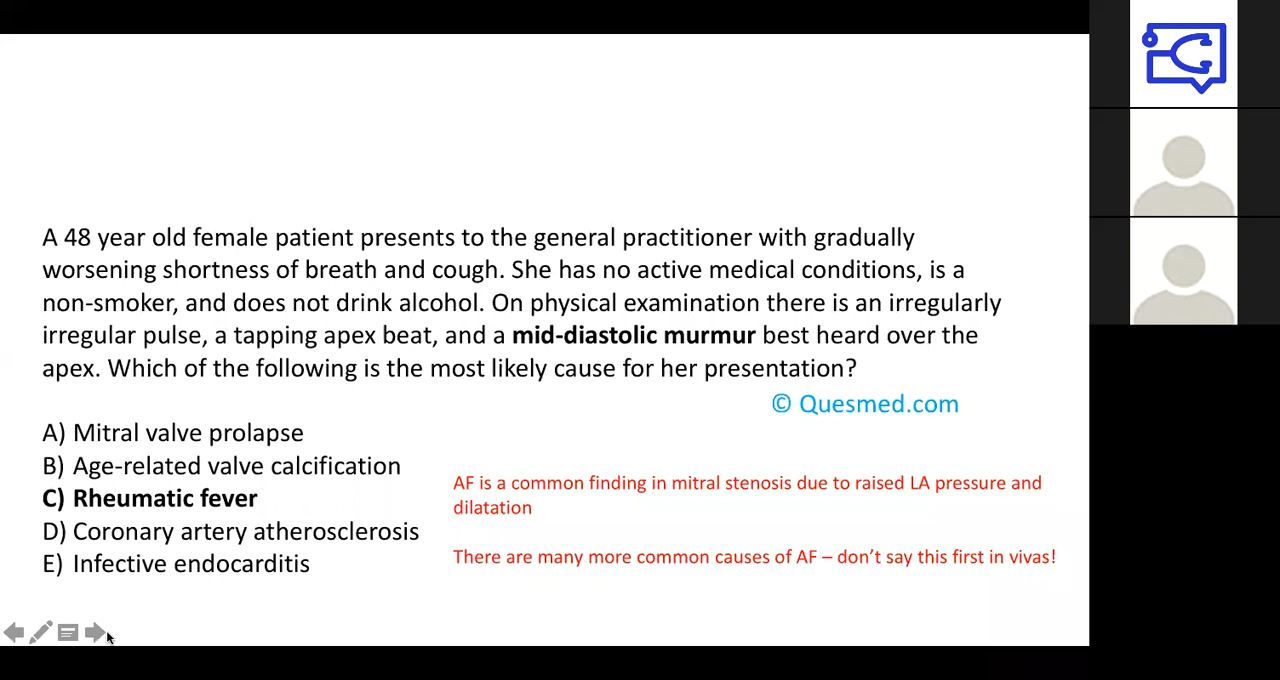 A 48 year old female patient presents to the general practitioner with gradually
worsening shortness of breath and cough. She has no active medical conditions, is a
non-smoker, and does not drink alcohol. On physical examination there is an irregularly
irregular pulse, a tapping apex beat, and a mid-diastolic murmur best heard over the
apex. Which of the following is the most likely cause for her presentation?
© Quesmed.com
A) Mitral valve prolapse
B) Age-related valve calcification
C) Rheumatic fever
D) Coronary artery atherosclerosis
E) Infective endocarditis
AF is a common finding in mitral stenosis due to raised LA pressure and
dilatation
There are many more common causes of AF – don’t say this first in vivas!